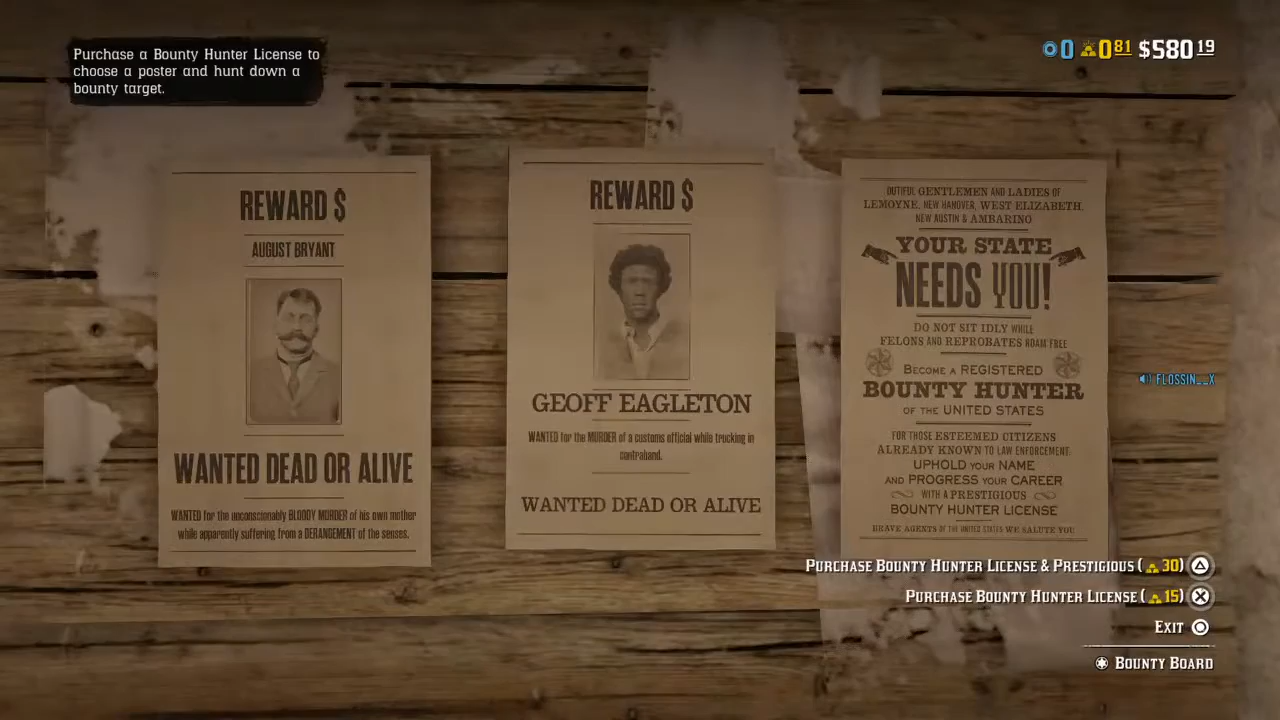 Purchase a Bounty Hunter License to
choose a poster and hunt down a
bounty target.
0 0 81 $580 19
REWARD $
AUGUST BRYANT
WANTED DEAD OR ALIVE
WANTED for the unconscionably BLOODY MURDER of his own mother
while apparently suffering from a DERANGEMENT of the senses.
REWARD $
GEOFF EAGLETON
WANTED for the MURDER of a customs official while trucking in
contraband.
WANTED DEAD OR ALIVE
DUTIFUL GENTLEMEN AND LADIES OF
LEMOYNE, NEW HANOVER, WEST ELIZABETH,
NEW AUSTIN & AMBARINO
YOUR STATE
NEEDS YOU!
DO NOT SIT IDLY WHILE
FELONS AND REPROBATES ROAM FREE
BECOME A REGISTERED
BOUNTY HUNTER
OF THE UNITED STATES
FOR THOSE ESTEEMED CITIZENS
ALREADY KNOWN TO LAW ENFORCEMENT:
UPHOLD YOUR NAME
AND PROGRESS YOUR CAREER
WITH A PRESTIGIOUS
BOUNTY HUNTER LICENSE
BRAVE AGENTS OF THE UNITED STATES WE SALUTE YOU
FLOSSIN__X
PURCHASE BOUNTY HUNTER LICENSE & PRESTIGIOUS ( 30)
PURCHASE BOUNTY HUNTER LICENSE ( 15)
EXIT
BOUNTY BOARD